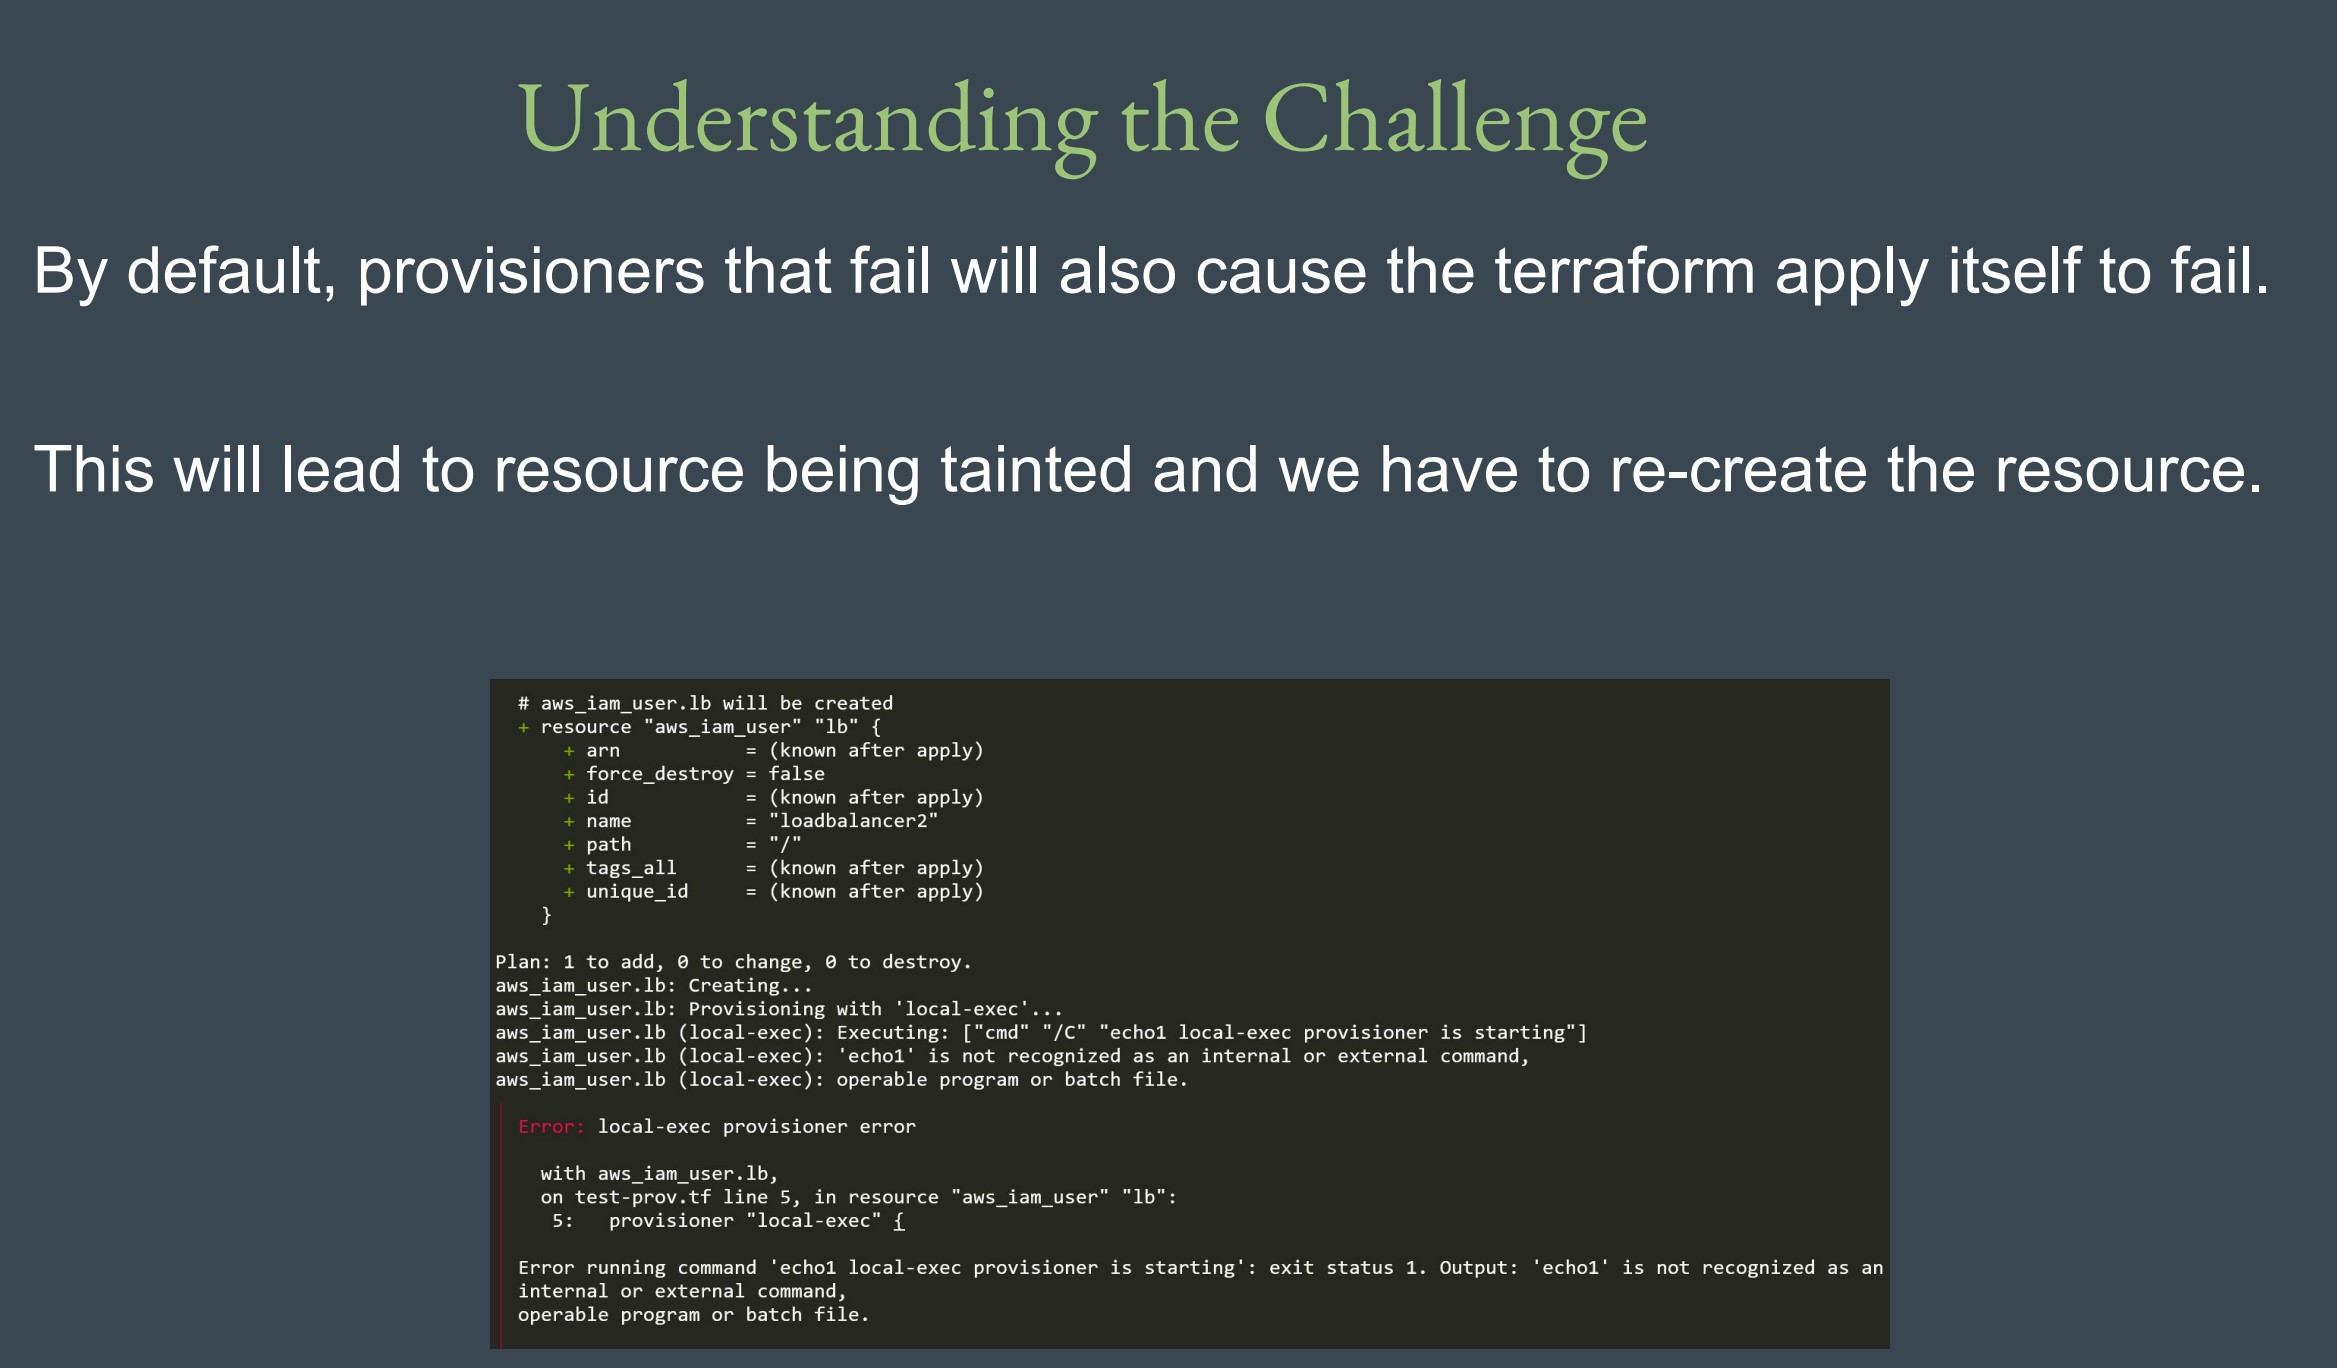 Understanding the Challenge
By default, provisioners that fail will also cause the terraform apply itself to fail.
This will lead to resource being tainted and we have to re-create the resource.
# aws_iam_user.lb will be created
+ resource "aws_iam_user" "lb" {
+ arn = (known after apply)
+ force_destroy = false
+ id = (known after apply)
+ name = "loadbalancer2"
+ path = "/"
+ tags_all = (known after apply)
+ unique_id = (known after apply)
}
Plan: 1 to add, 0 to change, 0 to destroy.
aws_iam_user.lb: Creating...
aws_iam_user.lb: Provisioning with 'local-exec'...
aws_iam_user.lb (local-exec): Executing: ["cmd" "/C" "echo1 local-exec provisioner is starting"]
aws_iam_user.lb (local-exec): 'echo1' is not recognized as an internal or external command,
aws_iam_user.lb (local-exec): operable program or batch file.
Error: local-exec provisioner error
with aws_iam_user.lb,
on test-prov.tf line 5, in resource "aws_iam_user" "lb":
5: provisioner "local-exec" {
Error running command 'echo1 local-exec provisioner is starting': exit status 1. Output: 'echo1' is not recognized as an
internal or external command,
operable program or batch file.